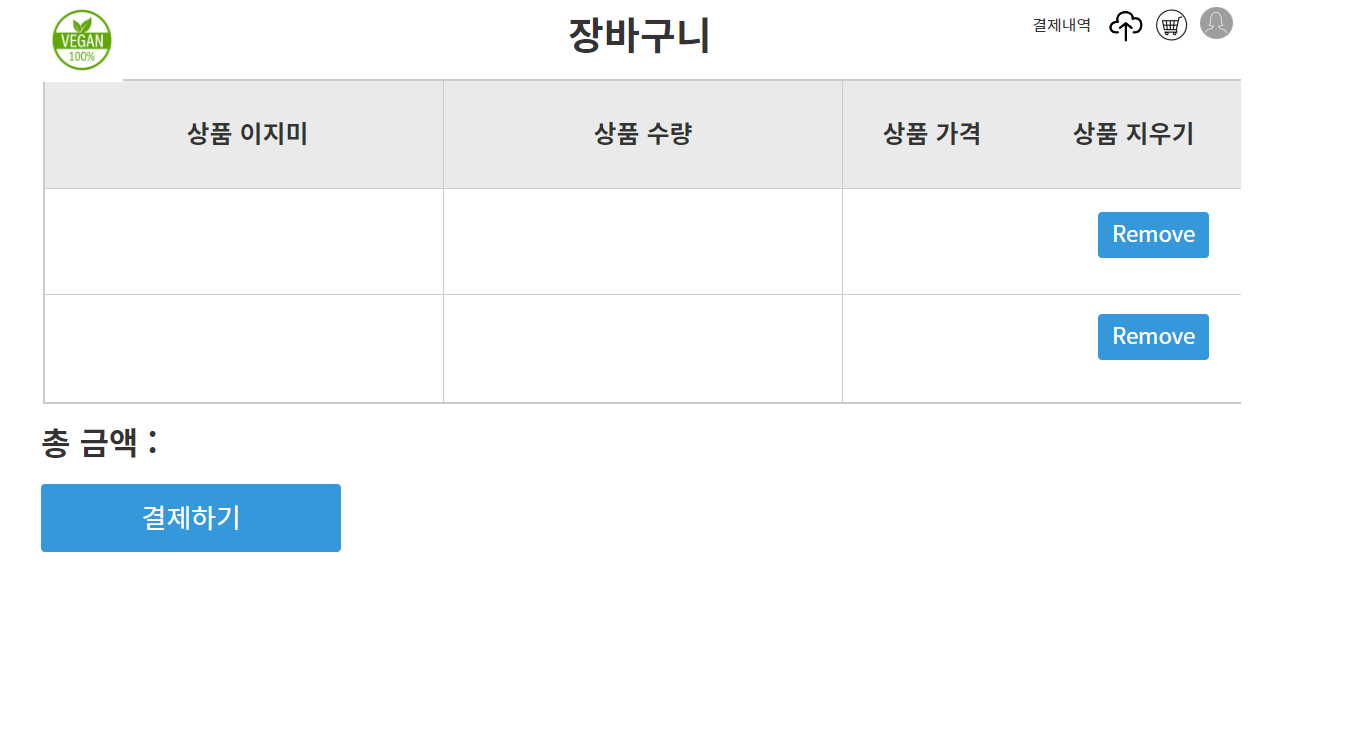 VEGAN
100%
장바구니
결제내역
상품 이지미
상품 수량
상품 가격
상품 지우기
Remove
Remove
총 금액 :
결제하기